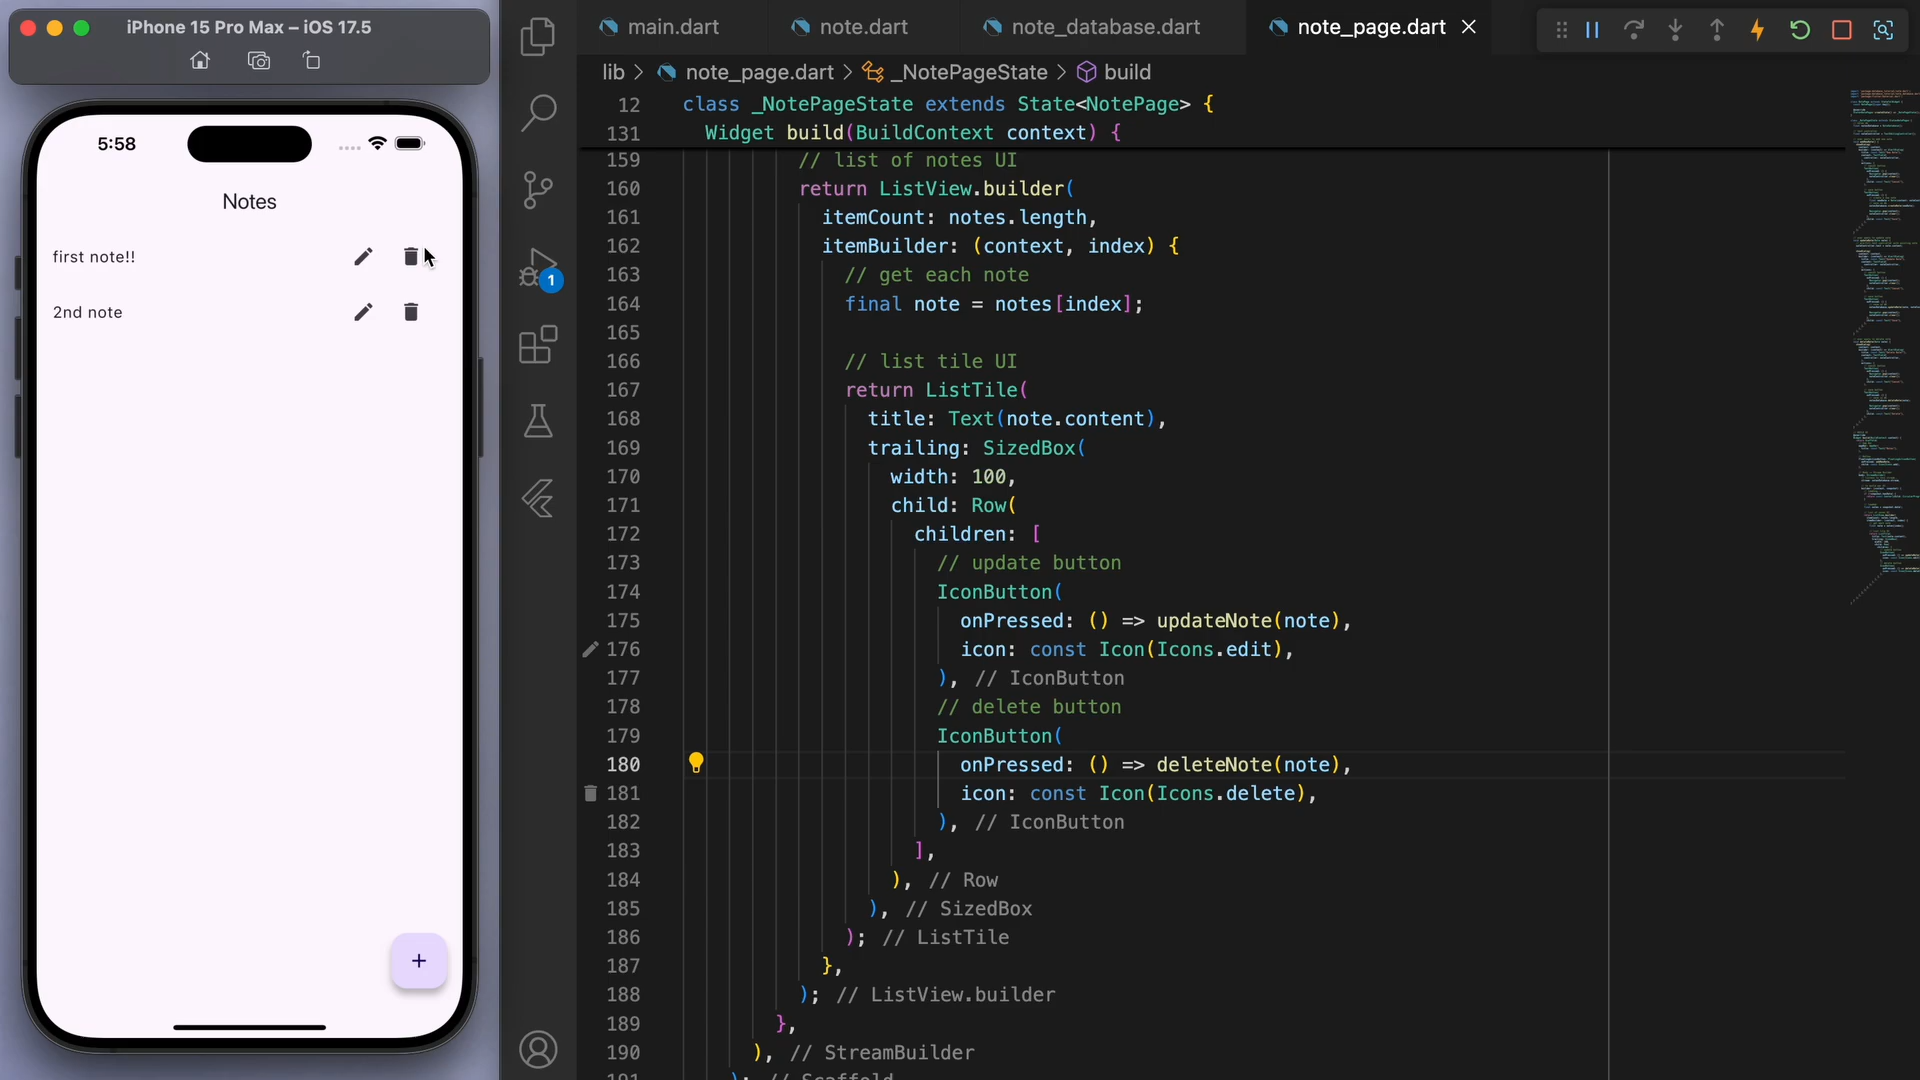 iPhone 15 Pro Max – iOS 17.5
5:58
Notes
first note!!
2nd note
+
1
main.dart
note.dart
note_database.dart
note_page.dart
lib > note_page.dart > _NotePageState > build
12 class _NotePageState extends State<NotePage> {
131 Widget build(BuildContext context) {
159 // list of notes UI
160 return ListView.builder(
161 itemCount: notes.length,
162 itemBuilder: (context, index) {
163 // get each note
164 final note = notes[index];
165
166 // list tile UI
167 return ListTile(
168 title: Text(note.content),
169 trailing: SizedBox(
170 width: 100,
171 child: Row(
172 children: [
173 // update button
174 IconButton(
175 onPressed: () => updateNote(note),
176 icon: const Icon(Icons.edit),
177 ), // IconButton
178 // delete button
179 IconButton(
180 onPressed: () => deleteNote(note),
181 icon: const Icon(Icons.delete),
182 ), // IconButton
183 ],
184 ), // Row
185 ), // SizedBox
186 ); // ListTile
187 },
188 ); // ListView.builder
189 },
190 ), // StreamBuilder
191 ); // Scaffold